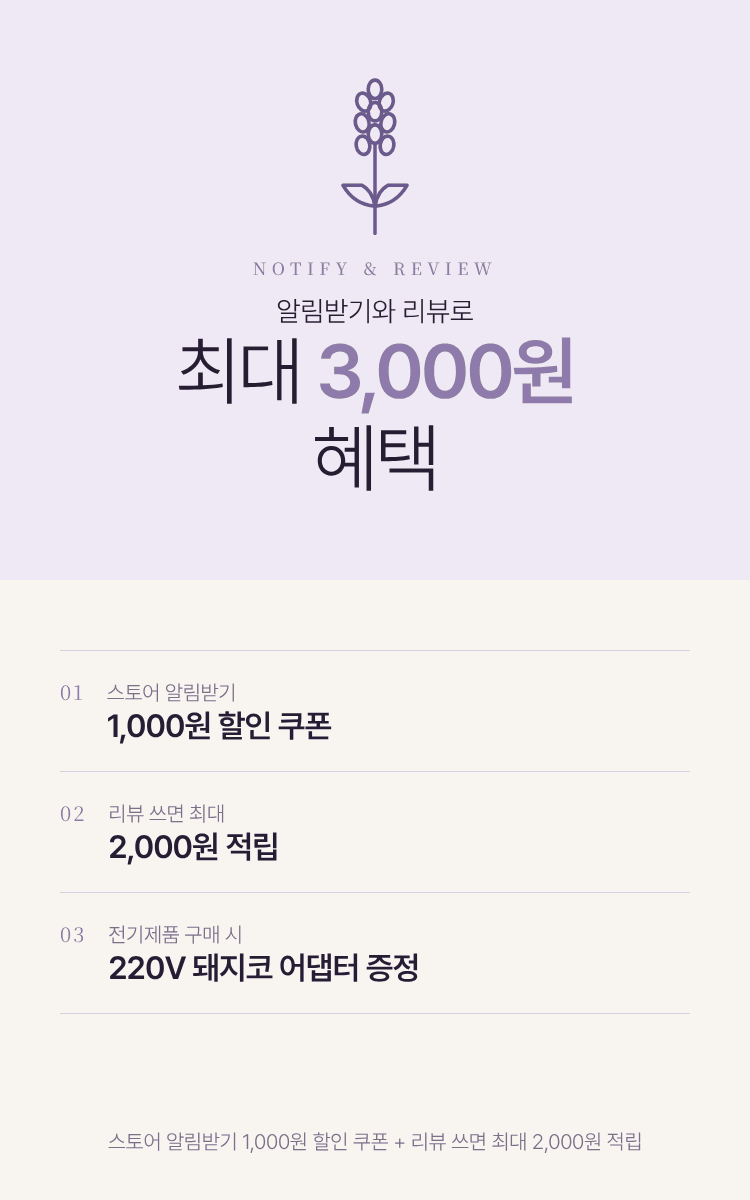 NOTIFY & REVIEW
알림받기와 리뷰로
최대 3,000원
혜택
01 스토어 알림받기
1,000원 할인 쿠폰
02 리뷰 쓰면 최대
2,000원 적립
03 전기제품 구매 시
220V 돼지코 어댑터 증정
스토어 알림받기 1,000원 할인 쿠폰 + 리뷰 쓰면 최대 2,000원 적립